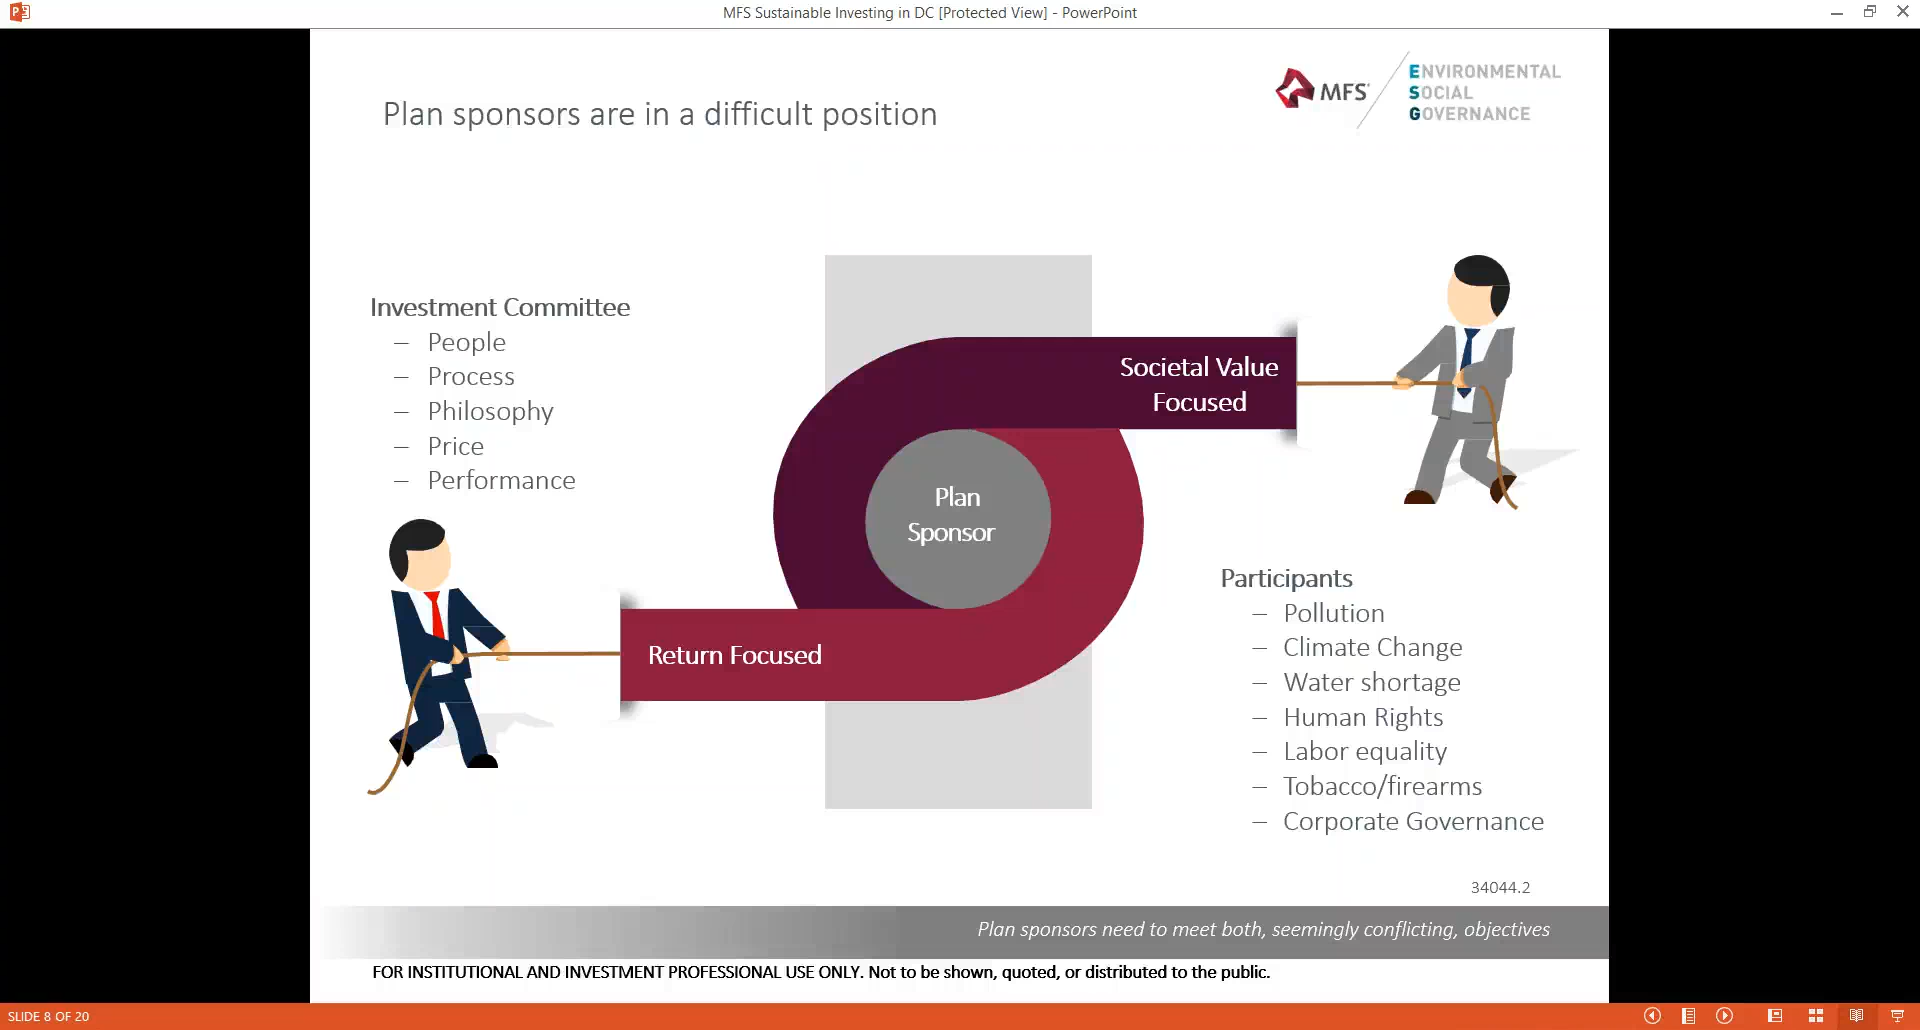 MFS Sustainable Investing in DC [Protected View] - PowerPoint
Plan sponsors are in a difficult position
MFS®
ENVIRONMENTAL
SOCIAL
GOVERNANCE
Investment Committee
– People
– Process
– Philosophy
– Price
– Performance
Societal Value
Focused
Plan
Sponsor
Return Focused
Participants
– Pollution
– Climate Change
– Water shortage
– Human Rights
– Labor equality
– Tobacco/firearms
– Corporate Governance
34044.2
Plan sponsors need to meet both, seemingly conflicting, objectives
FOR INSTITUTIONAL AND INVESTMENT PROFESSIONAL USE ONLY. Not to be shown, quoted, or distributed to the public.
SLIDE 8 OF 20